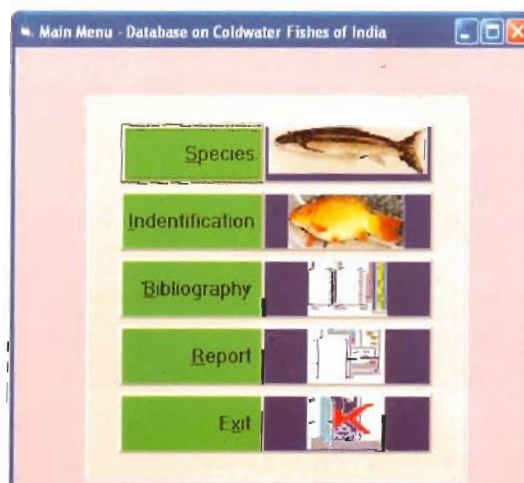 Main Menu - Database on Coldwater Fishes of India
Species
Indentification
Bibliography
Report
Exit